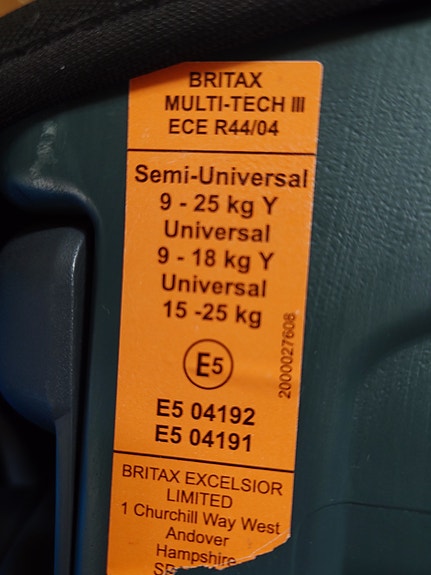 BRITAX
MULTI-TECH III
ECE R44/04
Semi-Universal
9 - 25 kg Y
Universal
9 - 18 kg Y
Universal
15 -25 kg
E5
2000027608
E5 04192
E5 04191
BRITAX EXCELSIOR
LIMITED
1 Churchill Way West
Andover
Hampshire